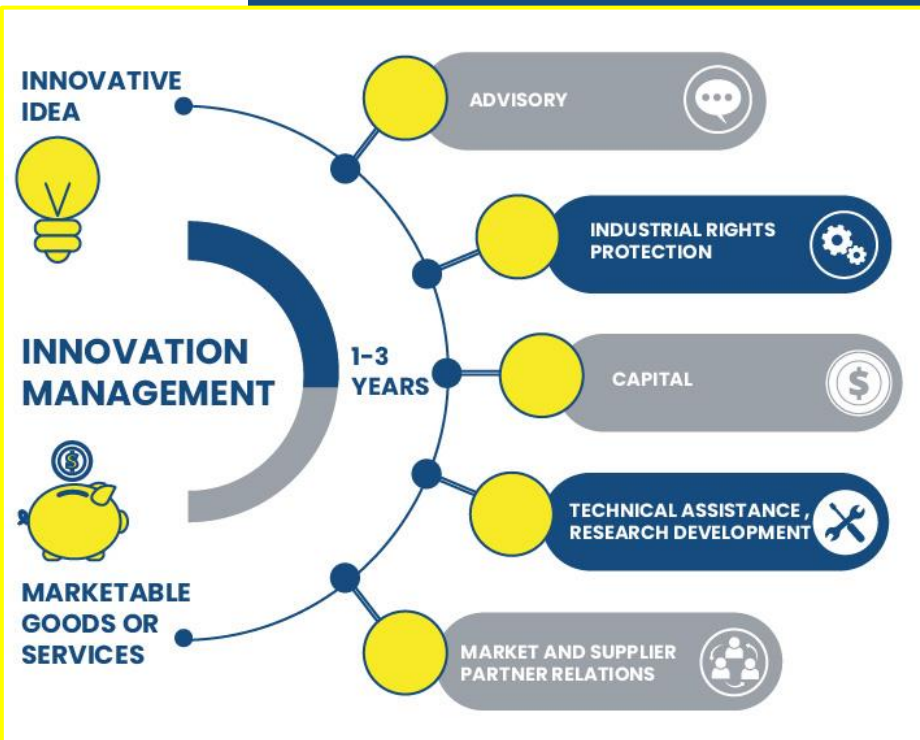 INNOVATIVE
IDEA
ADVISORY
INDUSTRIAL RIGHTS
PROTECTION
INNOVATION
MANAGEMENT
1-3
YEARS
CAPITAL
$
$
TECHNICAL ASSISTANCE ,
RESEARCH DEVELOPMENT
MARKETABLE
GOODS OR
SERVICES
MARKET AND SUPPLIER
PARTNER RELATIONS